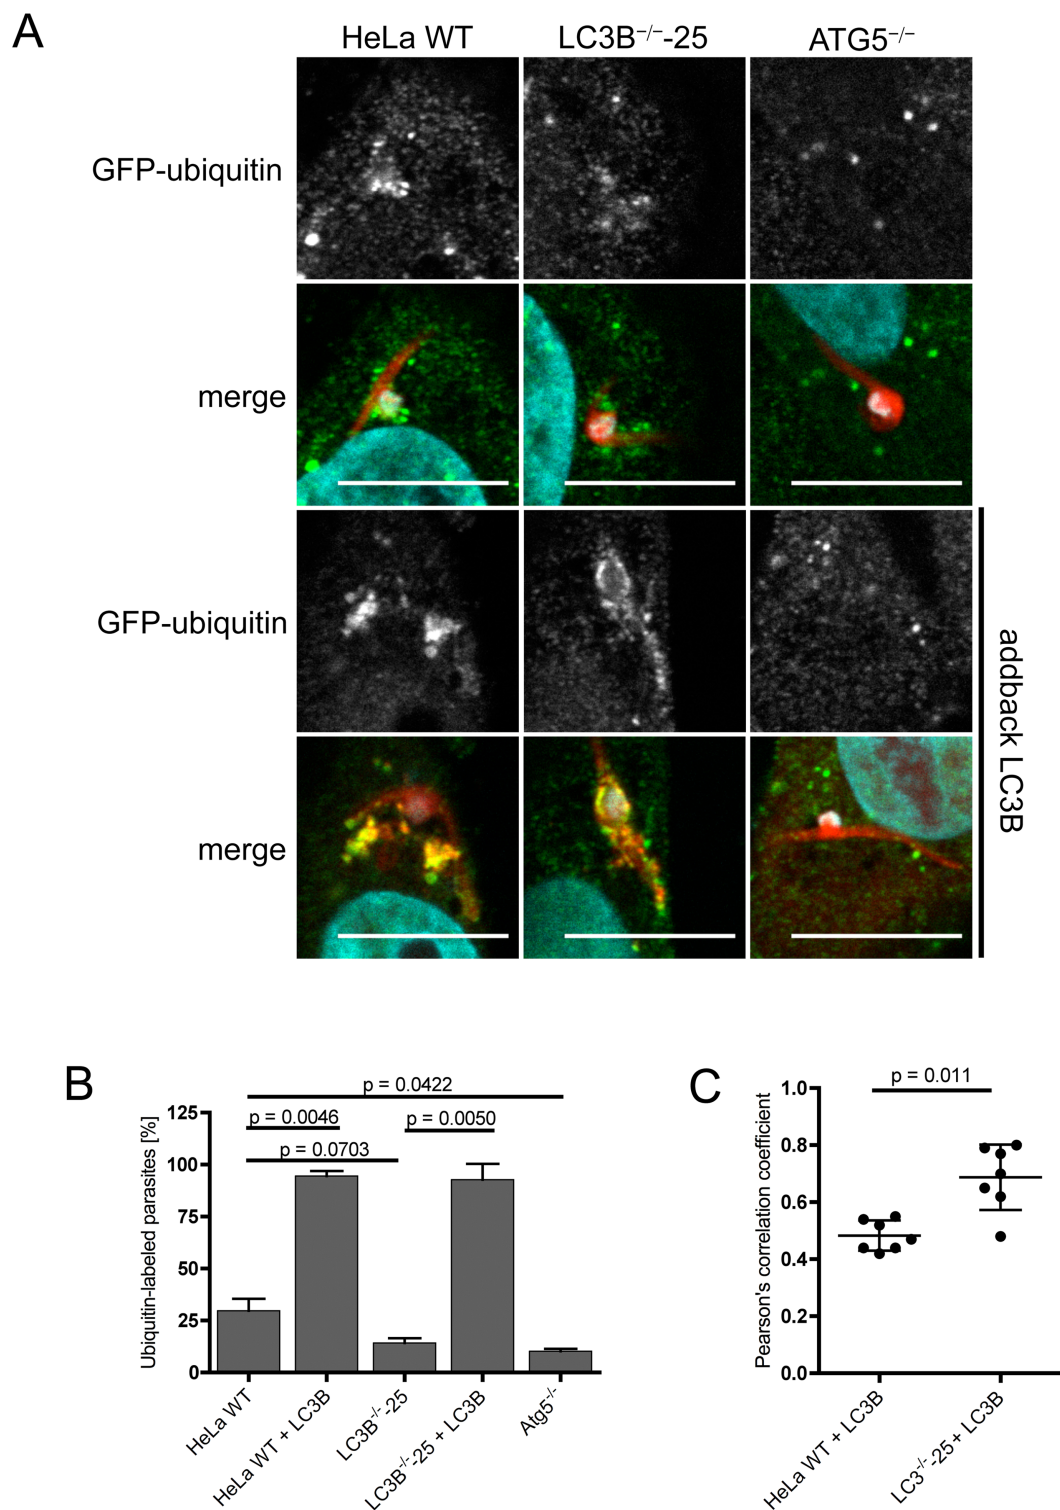 A
HeLa WT LC3B⁻/⁻-25 ATG5⁻/⁻
GFP-ubiquitin
merge
GFP-ubiquitin
merge
addback LC3B
B
p = 0.0422
p = 0.0046 p = 0.0050
p = 0.0703
Ubiquitin-labeled parasites [%]
125
100
75
50
25
0
HeLa WT
HeLa WT + LC3B
LC3B⁻/⁻-25
LC3B⁻/⁻-25 + LC3B
Atg5⁻/⁻
C
p = 0.011
Pearson's correlation coefficient
1.0
0.8
0.6
0.4
0.2
0.0
HeLa WT + LC3B
LC3⁻/⁻-25 + LC3B